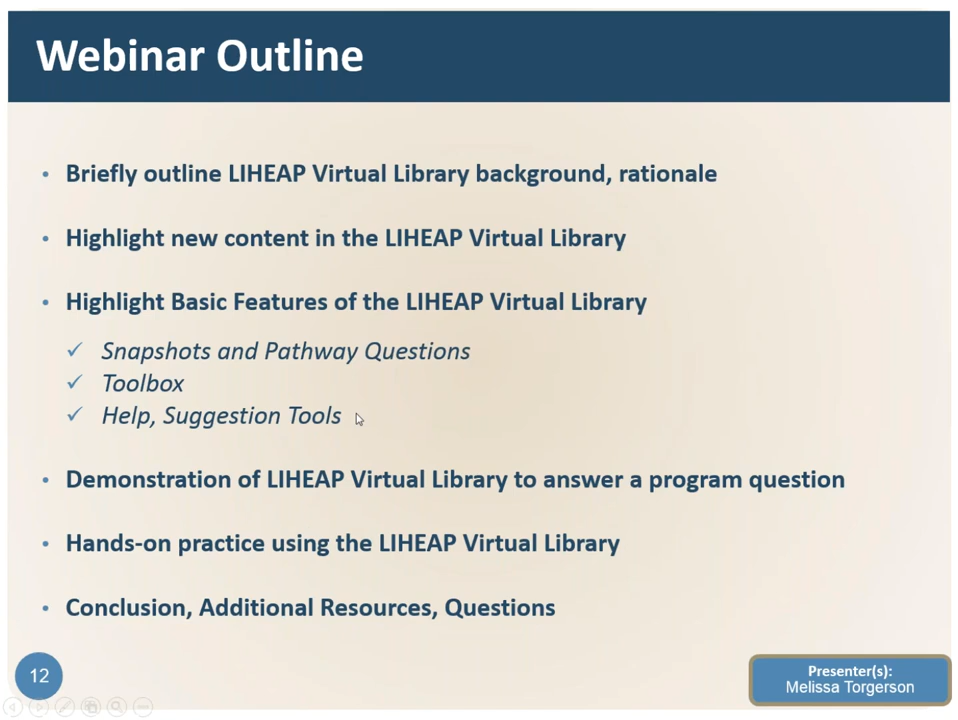 Webinar Outline
Briefly outline LIHEAP Virtual Library background, rationale
Highlight new content in the LIHEAP Virtual Library
Highlight Basic Features of the LIHEAP Virtual Library
Snapshots and Pathway Questions
Toolbox
Help, Suggestion Tools
Demonstration of LIHEAP Virtual Library to answer a program question
Hands-on practice using the LIHEAP Virtual Library
Conclusion, Additional Resources, Questions
12
Presenter(s):
Melissa Torgerson